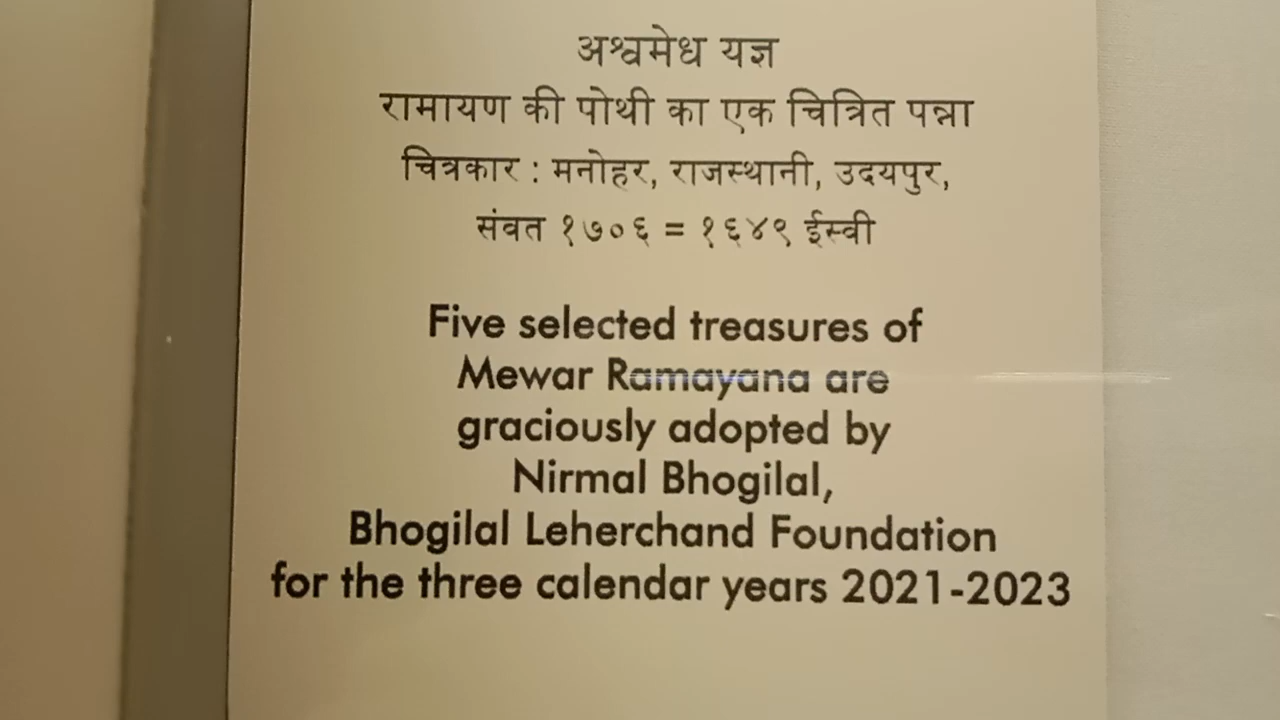 अश्वमेध यज्ञ
रामायण की पोथी का एक चित्रित पन्ना
चित्रकार : मनोहर, राजस्थानी, उदयपुर,
संवत १७०६ = १६४९ ईस्वी
Five selected treasures of
Mewar Ramayana are
graciously adopted by
Nirmal Bhogilal,
Bhogilal Leherchand Foundation
for the three calendar years 2021-2023